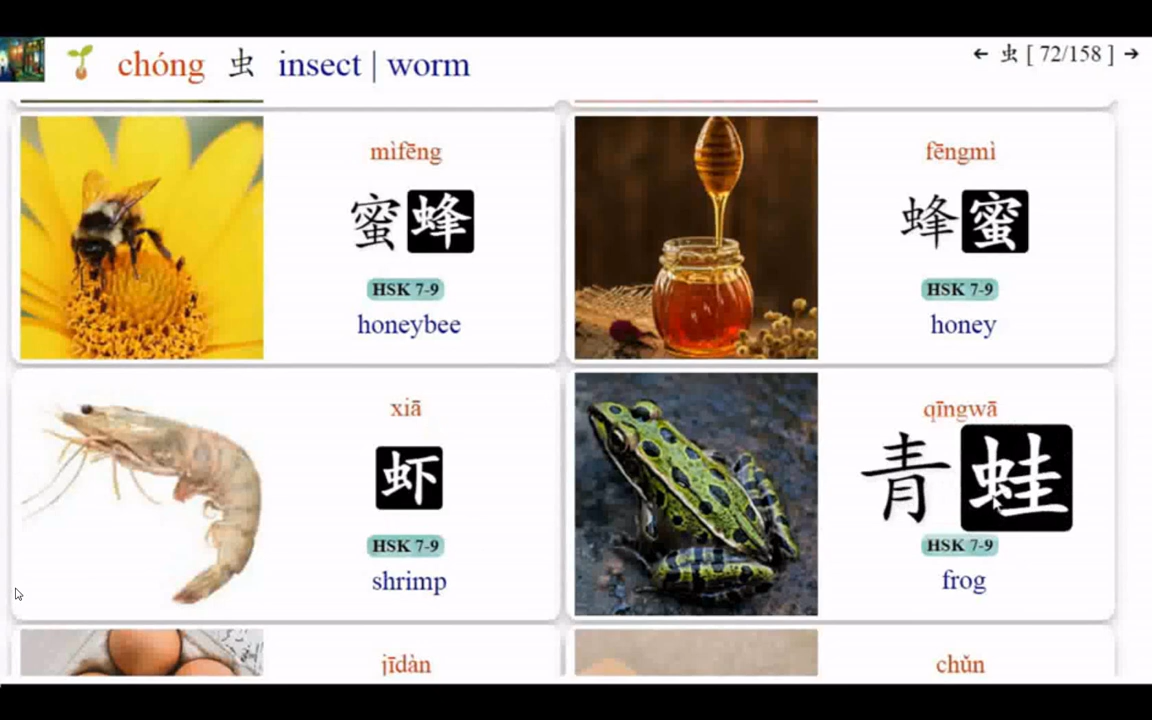 chóng 虫 insect | worm
← 虫 [ 72/158 ] →
mìfēng
蜜蜂
HSK 7-9
honeybee
fēngmì
蜂蜜
HSK 7-9
honey
xiā
虾
HSK 7-9
shrimp
qīngwā
青蛙
HSK 7-9
frog
jīdàn
chǔn